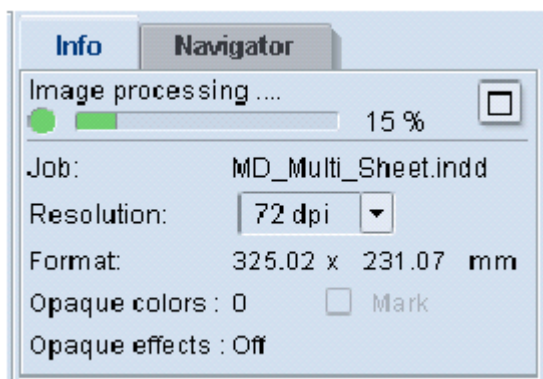 Info Navigator
Image processing ....
15 %
Job: MD_Multi_Sheet.indd
Resolution: 72 dpi
Format: 325.02 x 231.07 mm
Opaque colors : 0 Mark
Opaque effects : Off